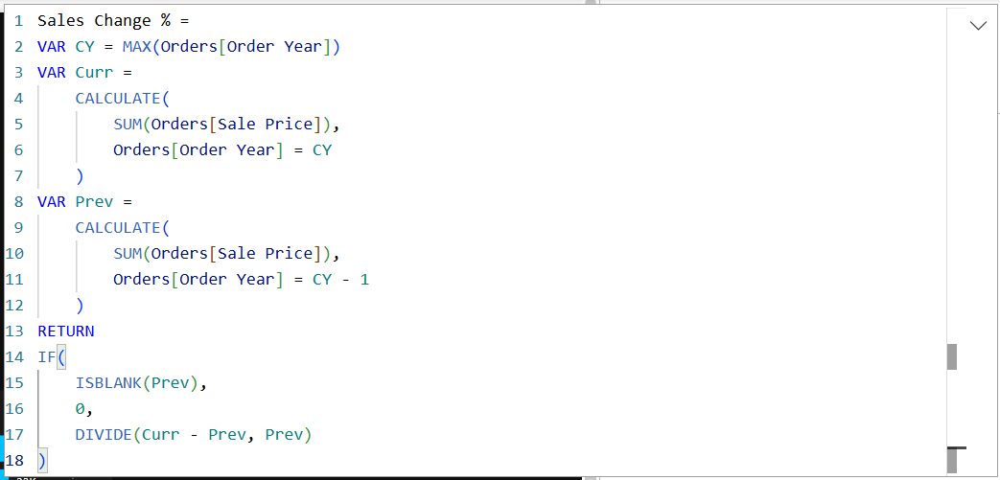 1 Sales Change % =
2 VAR CY = MAX(Orders[Order Year])
3 VAR Curr =
4     CALCULATE(
5         SUM(Orders[Sale Price]),
6         Orders[Order Year] = CY
7     )
8 VAR Prev =
9     CALCULATE(
10         SUM(Orders[Sale Price]),
11         Orders[Order Year] = CY - 1
12     )
13 RETURN
14 IF(
15     ISBLANK(Prev),
16     0,
17     DIVIDE(Curr - Prev, Prev)
18 )